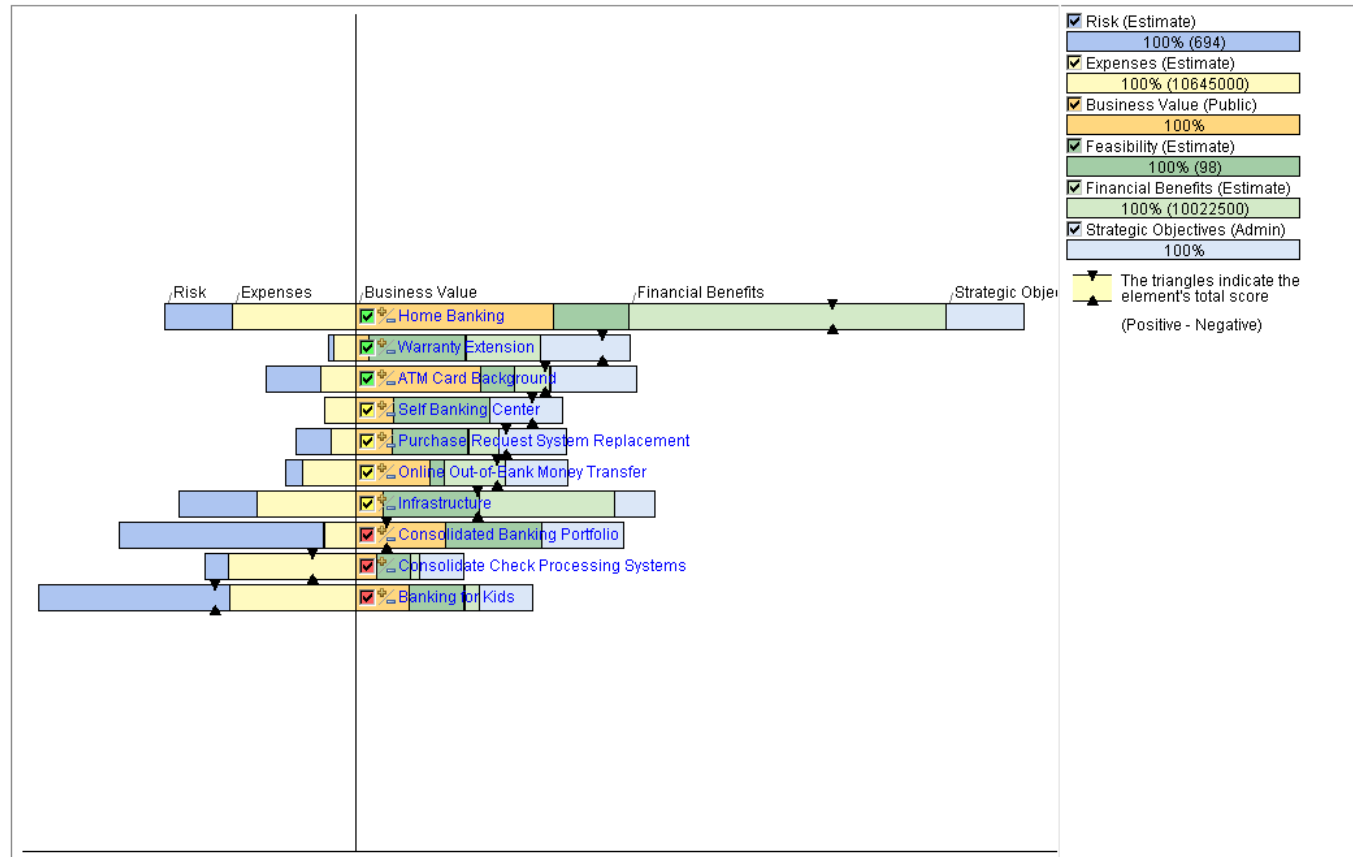 Risk (Estimate)
100% (694)
Expenses (Estimate)
100% (10645000)
Business Value (Public)
100%
Feasibility (Estimate)
100% (98)
Financial Benefits (Estimate)
100% (10022500)
Strategic Objectives (Admin)
100%
The triangles indicate the
element's total score
(Positive - Negative)
Risk Expenses Business Value Financial Benefits Strategic Obje
Home Banking
Warranty Extension
ATM Card Background
Self Banking Center
Purchase Request System Replacement
Online Out-of-Bank Money Transfer
Infrastructure
Consolidated Banking Portfolio
Consolidate Check Processing Systems
Banking for Kids